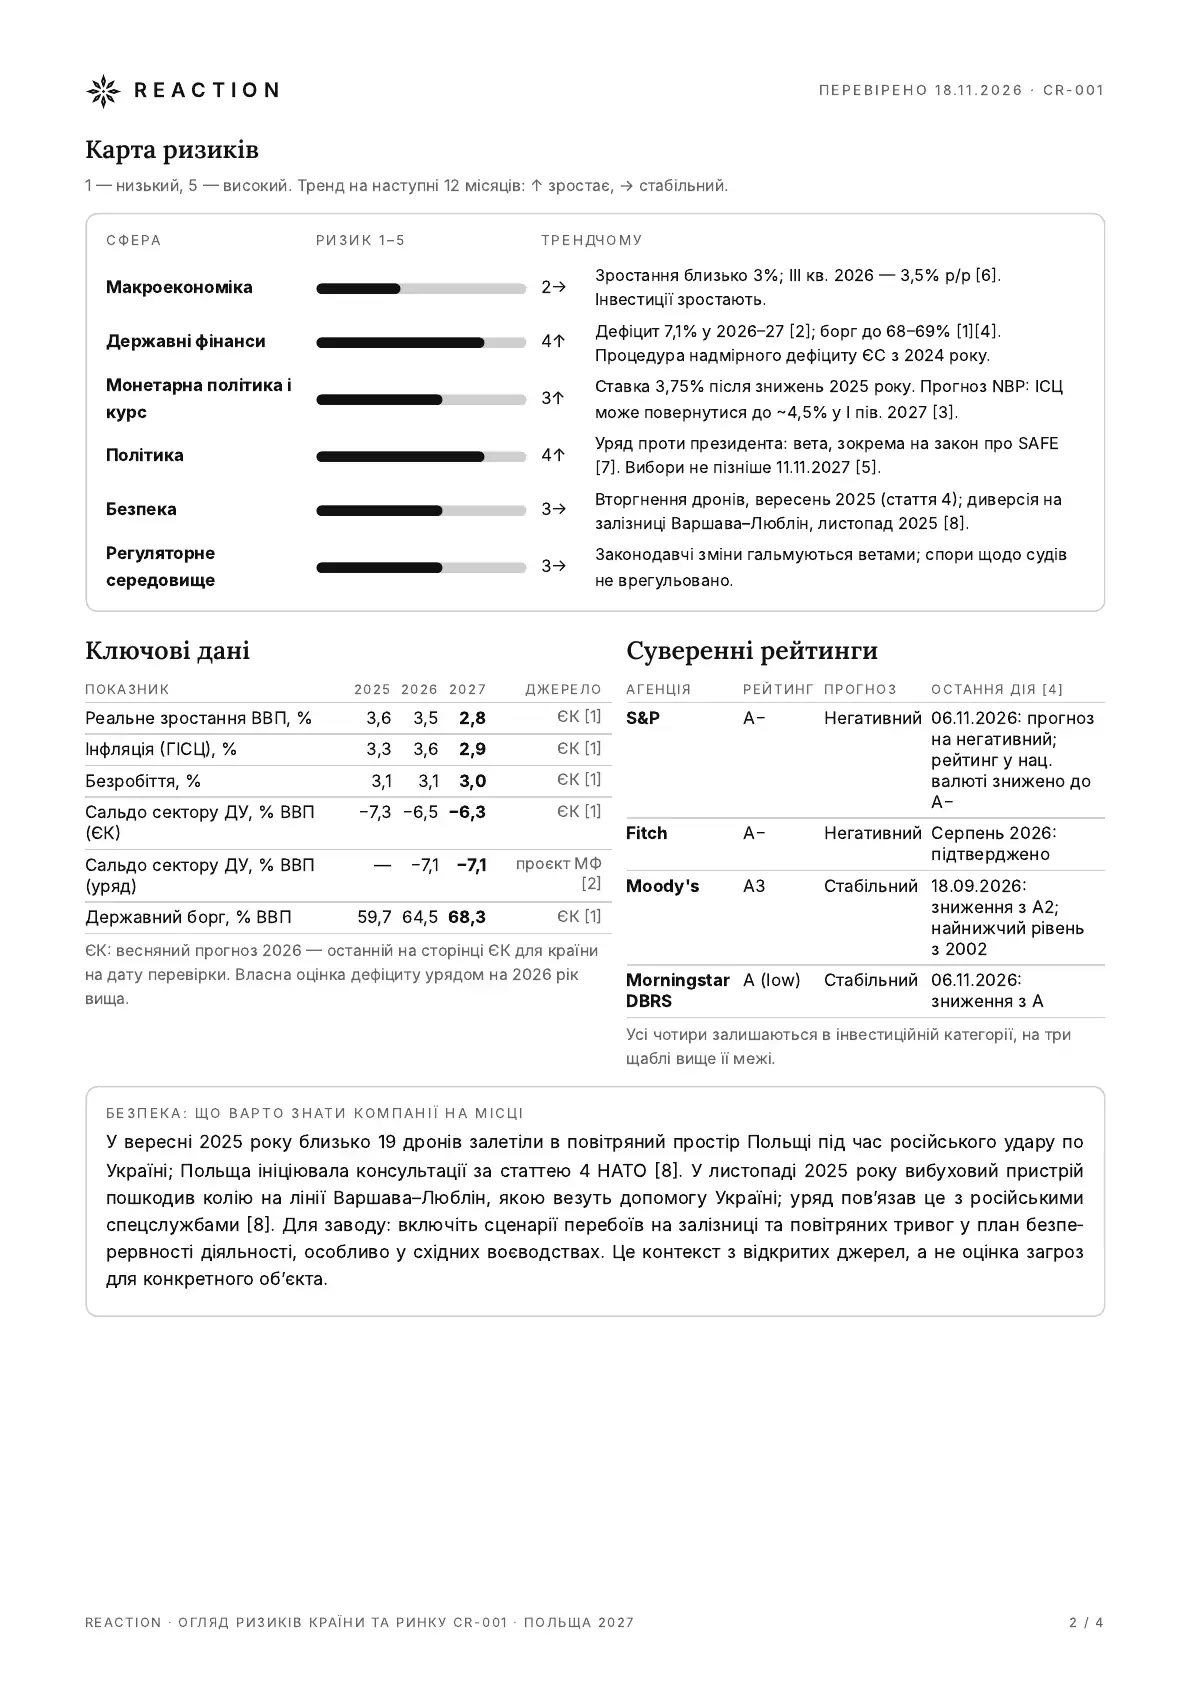 REACTION
ПЕРЕВІРЕНО 18.11.2026 · CR-001
Карта ризиків
1 — низький, 5 — високий. Тренд на наступні 12 місяців: ↑ зростає, → стабільний.
СФЕРА РИЗИК 1–5 ТРЕНД ЧОМУ
Макроекономіка 2→ Зростання близько 3%; III кв. 2026 — 3,5% р/р [6].
Інвестиції зростають.
Державні фінанси 4↑ Дефіцит 7,1% у 2026–27 [2]; борг до 68–69% [1][4].
Процедура надмірного дефіциту ЄС з 2024 року.
Монетарна політика і
курс 3↑ Ставка 3,75% після знижень 2025 року. Прогноз NBP: ІСЦ
може повернутися до ~4,5% у I пів. 2027 [3].
Політика 4↑ Уряд проти президента: вета, зокрема на закон про SAFE
[7]. Вибори не пізніше 11.11.2027 [5].
Безпека 3→ Вторгнення дронів, вересень 2025 (стаття 4); диверсія на
залізниці Варшава–Люблін, листопад 2025 [8].
Регуляторне
середовище 3→ Законодавчі зміни гальмуються ветами; спори щодо судів
не врегульовано.
Ключові дані
ПОКАЗНИК 2025 2026 2027 ДЖЕРЕЛО
Реальне зростання ВВП, % 3,6 3,5 2,8 ЄК [1]
Інфляція (ГІСЦ), % 3,3 3,6 2,9 ЄК [1]
Безробіття, % 3,1 3,1 3,0 ЄК [1]
Сальдо сектору ДУ, % ВВП −7,3 −6,5 −6,3 ЄК [1]
(ЄК)
Сальдо сектору ДУ, % ВВП — −7,1 −7,1 проєкт МФ
(уряд) [2]
Державний борг, % ВВП 59,7 64,5 68,3 ЄК [1]
ЄК: весняний прогноз 2026 — останній на сторінці ЄК для країни
на дату перевірки. Власна оцінка дефіциту урядом на 2026 рік
вища.
Суверенні рейтинги
АГЕНЦІЯ РЕЙТИНГ ПРОГНОЗ ОСТАННЯ ДІЯ [4]
S&P A− Негативний 06.11.2026: прогноз
на негативний;
рейтинг у нац.
валюті знижено до
A−
Fitch A− Негативний Серпень 2026:
підтверджено
Moody's A3 Стабільний 18.09.2026:
зниження з A2;
найнижчий рівень
з 2002
Morningstar A (low) Стабільний 06.11.2026:
DBRS зниження з A
Усі чотири залишаються в інвестиційній категорії, на три
щаблі вище її межі.
БЕЗПЕКА: ЩО ВАРТО ЗНАТИ КОМПАНІЇ НА МІСЦІ
У вересні 2025 року близько 19 дронів залетіли в повітряний простір Польщі під час російського удару по
Україні; Польща ініціювала консультації за статтею 4 НАТО [8]. У листопаді 2025 року вибуховий пристрій
пошкодив колію на лінії Варшава–Люблін, якою везуть допомогу Україні; уряд пов’язав це з російськими
спецслужбами [8]. Для заводу: включіть сценарії перебоїв на залізниці та повітряних тривог у план безпе-
рервності діяльності, особливо у східних воєводствах. Це контекст з відкритих джерел, а не оцінка загроз
для конкретного об’єкта.
REACTION · ОГЛЯД РИЗИКІВ КРАЇНИ ТА РИНКУ CR-001 · ПОЛЬЩА 2027
2 / 4